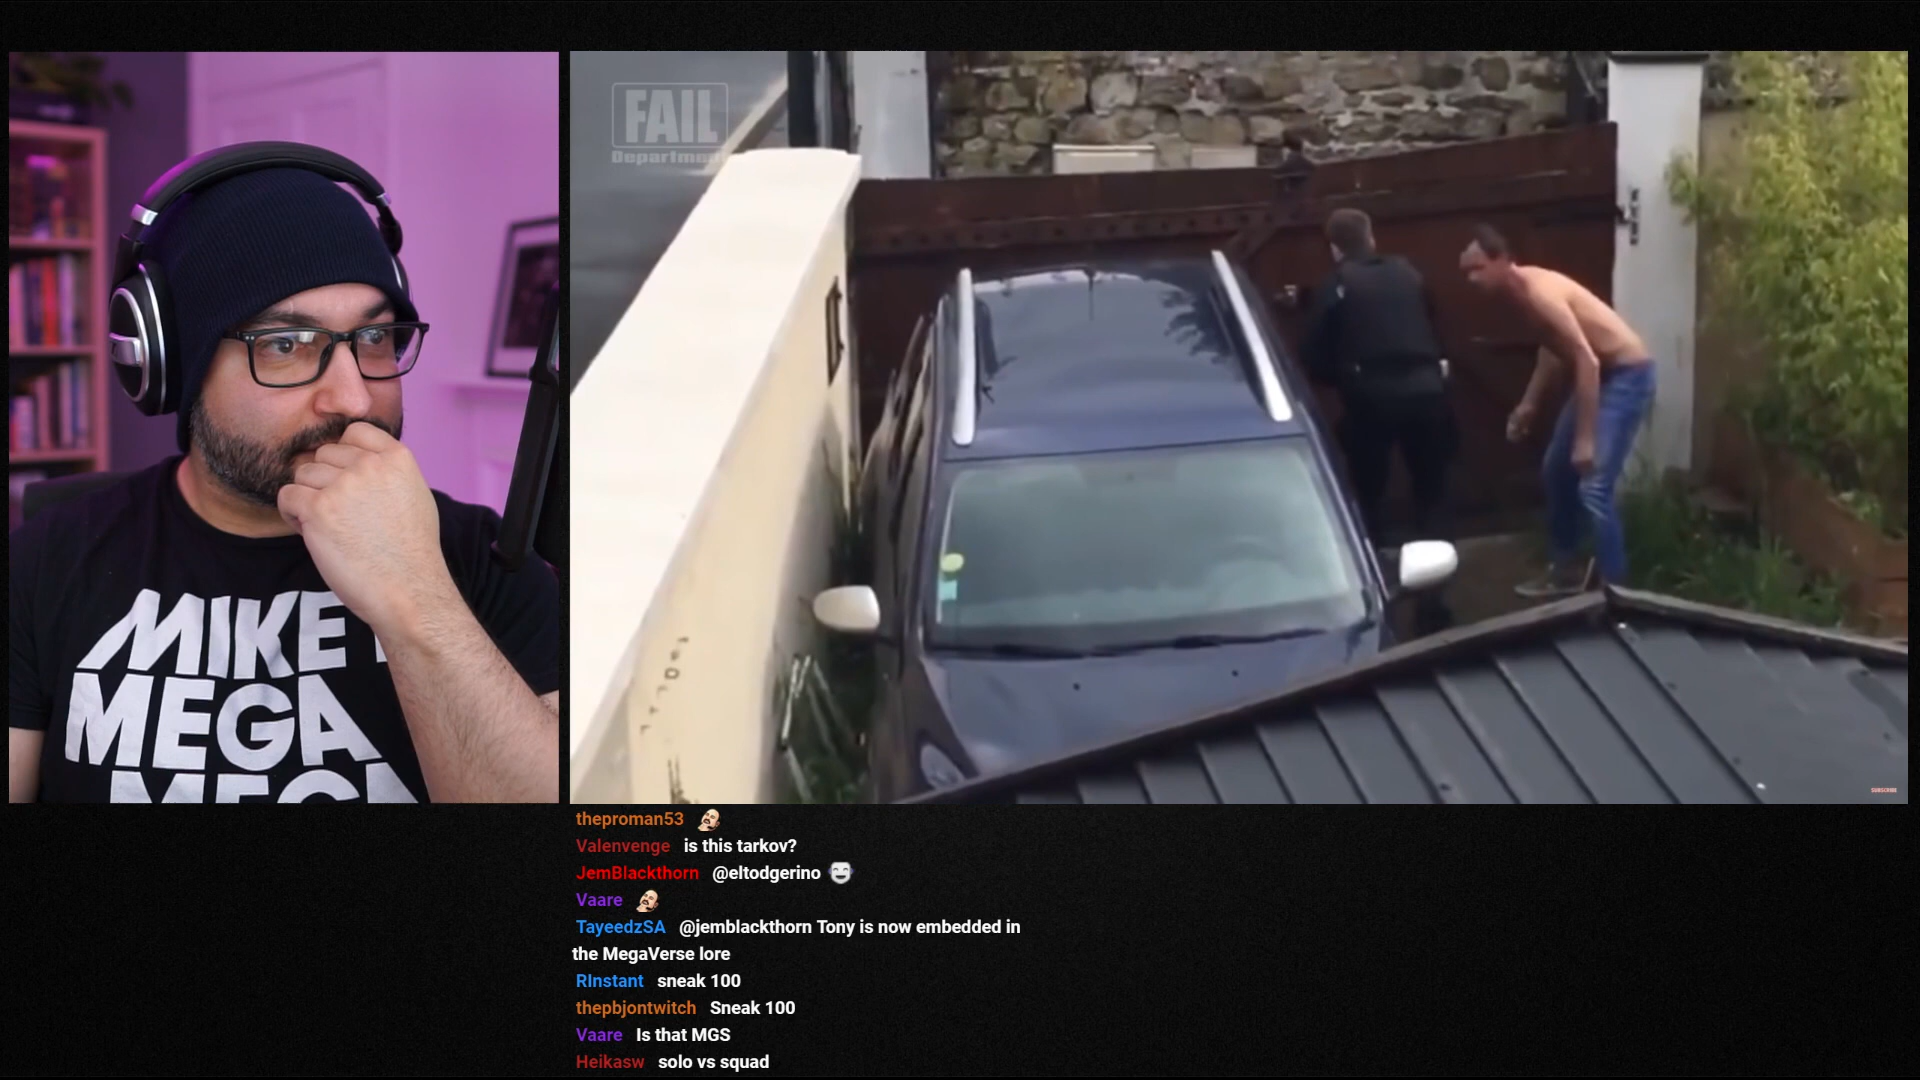 FAIL
Department
MIKE
MEGA
SUBSCRIBE
theproman53
Valenvenge is this tarkov?
JemBlackthorn @eltodgerino
Vaare
TayeedzSA @jemblackthorn Tony is now embedded in
the MegaVerse lore
RInstant sneak 100
thepbjontwitch Sneak 100
Vaare Is that MGS
Heikasw solo vs squad